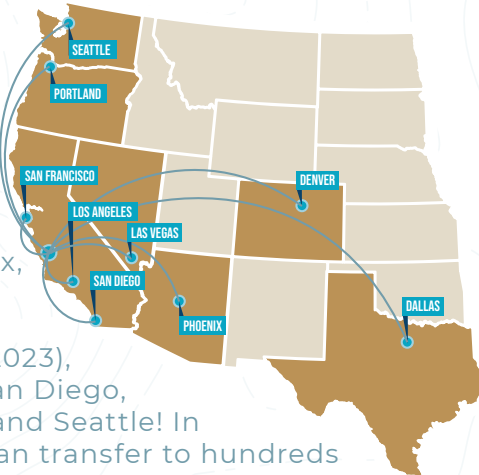 SEATTLE
PORTLAND
SAN FRANCISCO
DENVER
LOS ANGELES
LAS VEGAS
SAN DIEGO
DALLAS
PHOENIX
x,
2023),
an Diego,
and Seattle! In
an transfer to hundreds